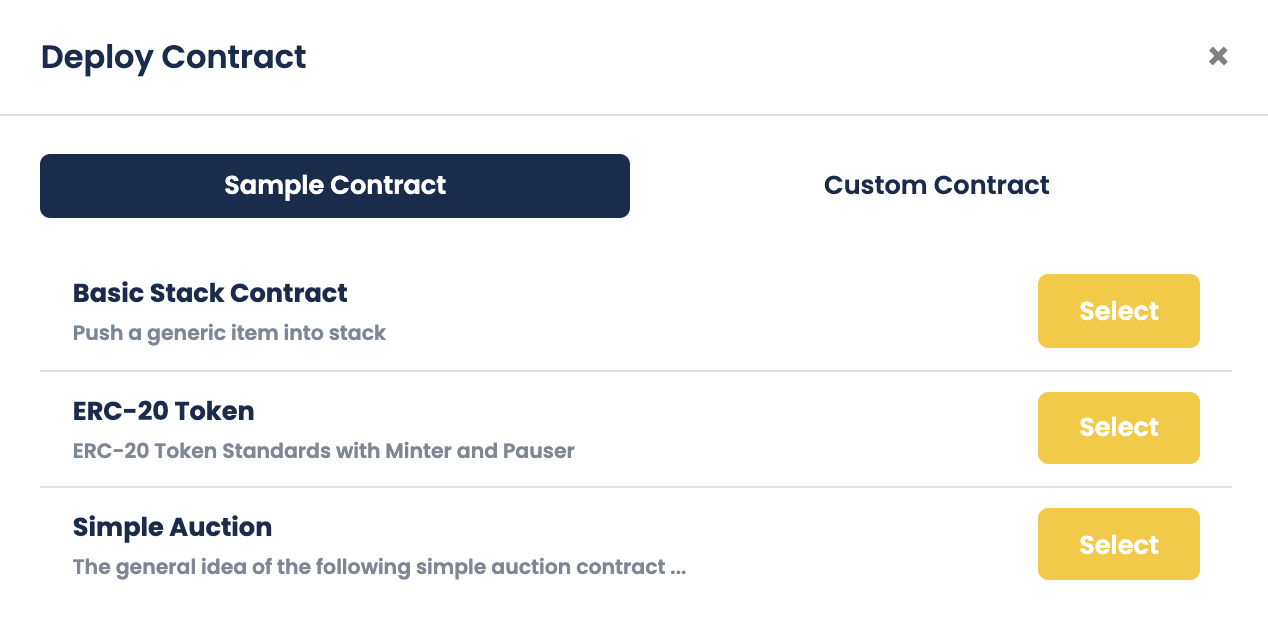 Deploy Contract
Sample Contract
Custom Contract
Basic Stack Contract
Push a generic item into stack
Select
ERC-20 Token
ERC-20 Token Standards with Minter and Pauser
Select
Simple Auction
The general idea of the following simple auction contract ...
Select